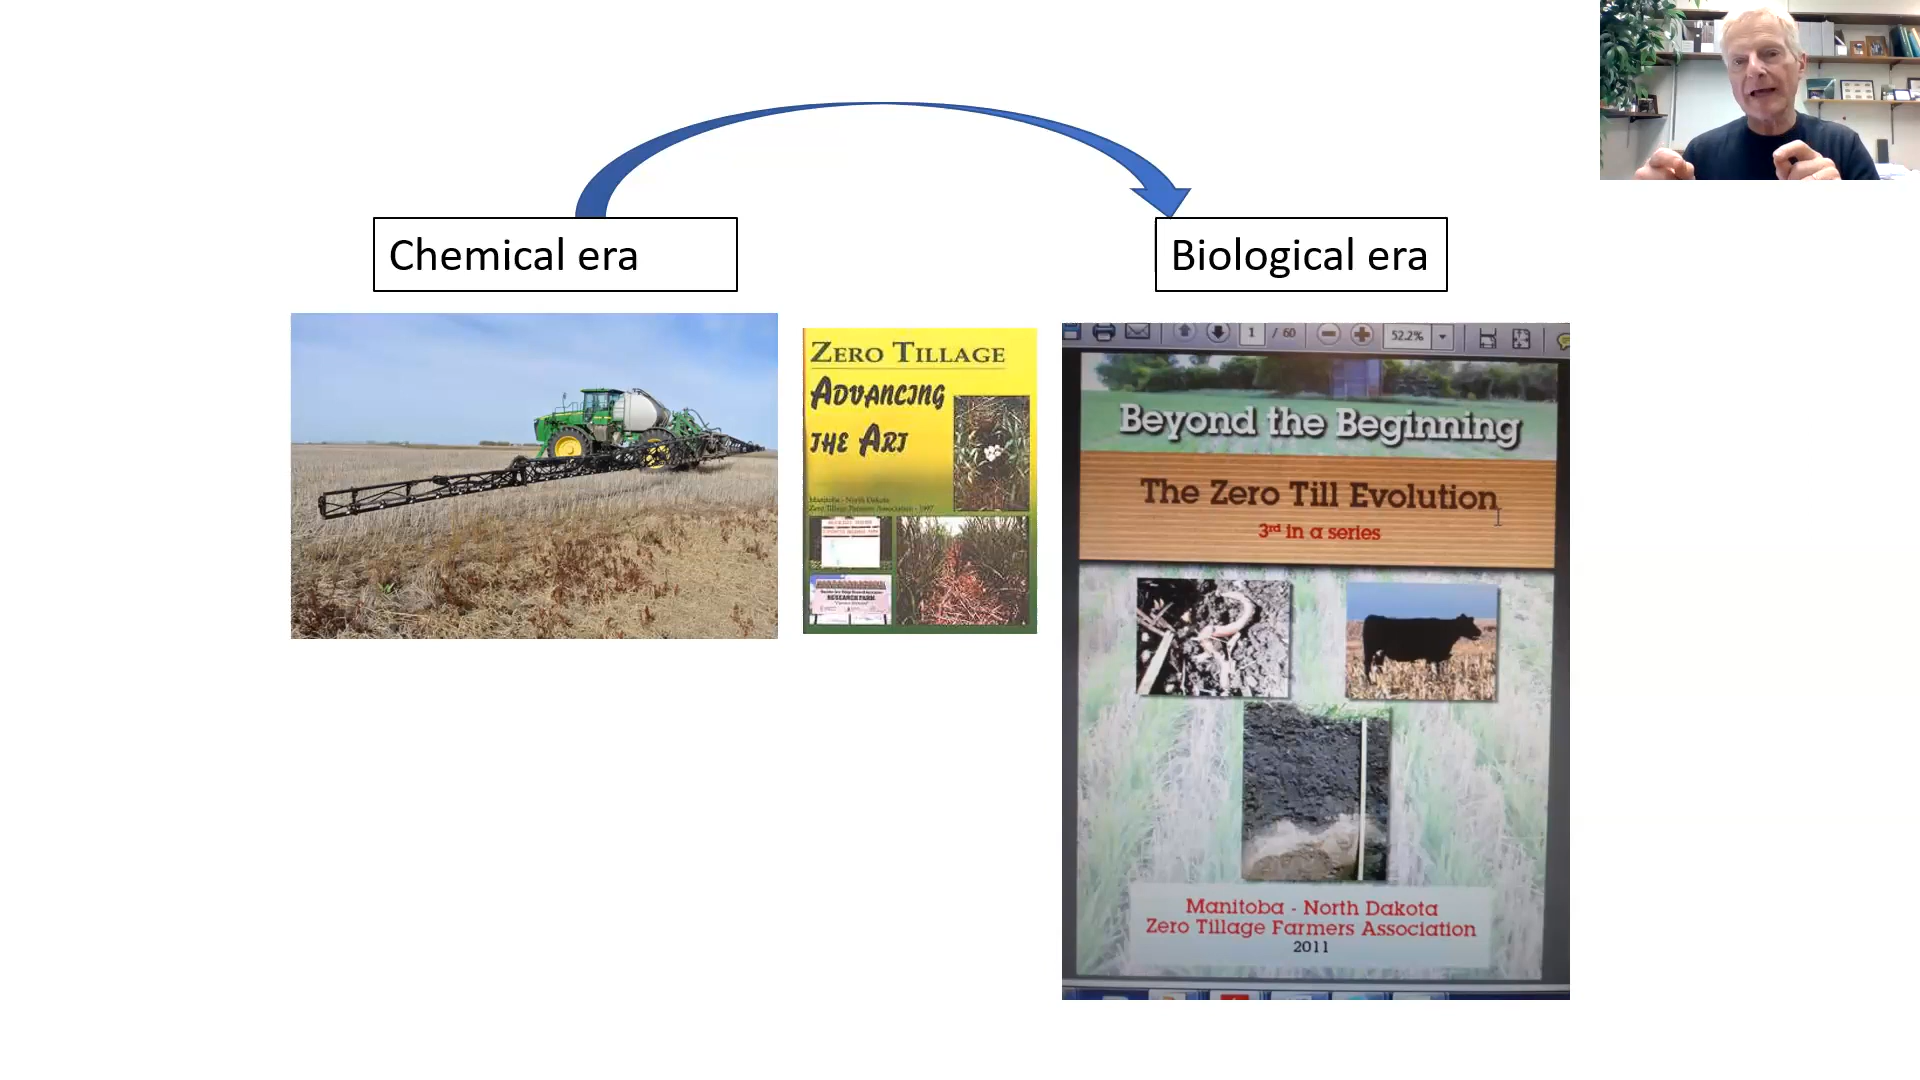 Chemical era
Biological era
ZERO TILLAGE
ADVANCING
THE ART
Manitoba - North Dakota
Zero Tillage Farmers Association - 1997
RESEARCH FARM
1 / 60
52.2%
Beyond the Beginning
The Zero Till Evolution
3rd in a series
Manitoba - North Dakota
Zero Tillage Farmers Association
2011